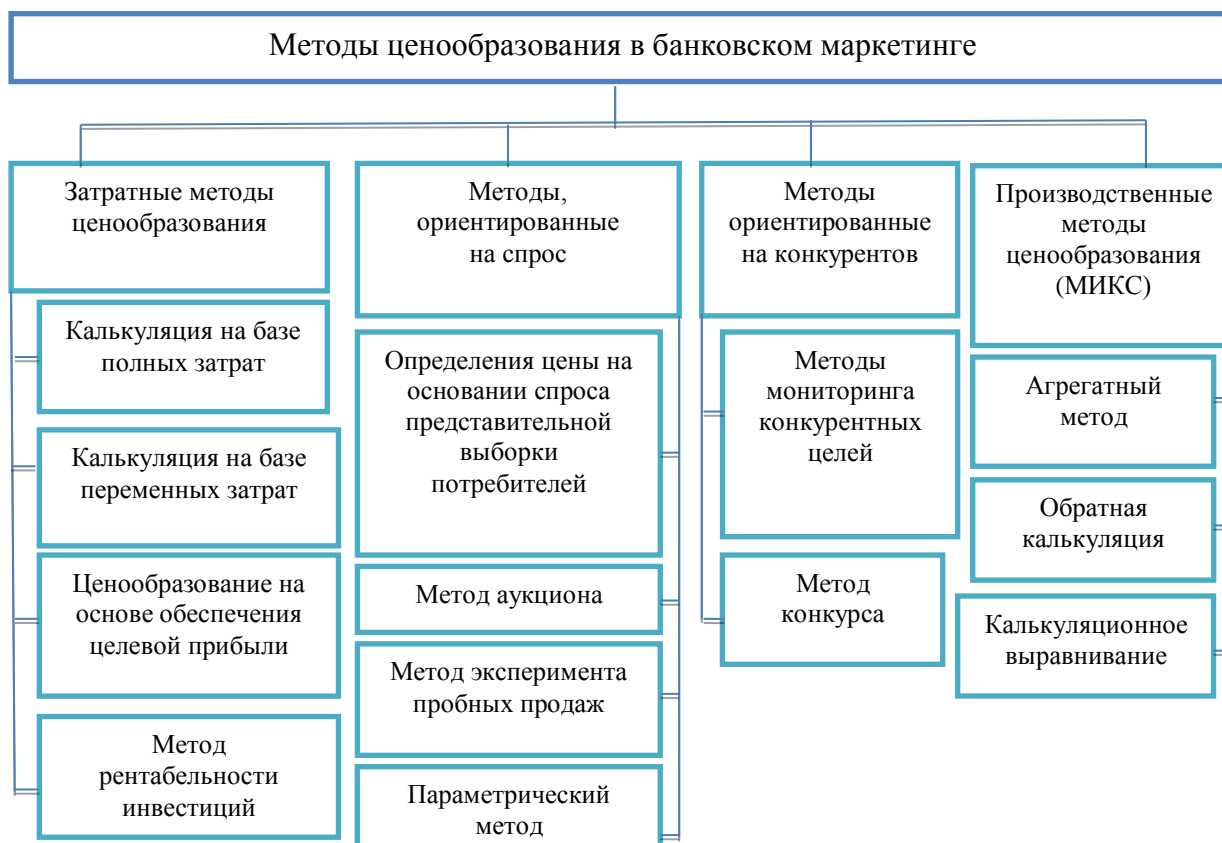 Методы ценообразования в банковском маркетинге
Затратные методы
ценообразования
Калькуляция на базе
полных затрат
Калькуляция на базе
переменных затрат
Ценообразование на
основе обеспечения
целевой прибыли
Метод
рентабельности
инвестиций
Методы,
ориентированные
на спрос
Определения цены на
основании спроса
представительной
выборки
потребителей
Метод аукциона
Метод эксперимента
пробных продаж
Параметрический
метод
Методы
ориентированные
на конкурентов
Методы
мониторинга
конкурентных
целей
Метод
конкурса
Производственные
методы
ценообразования
(МИКС)
Агрегатный
метод
Обратная
калькуляция
Калькуляционное
выравнивание